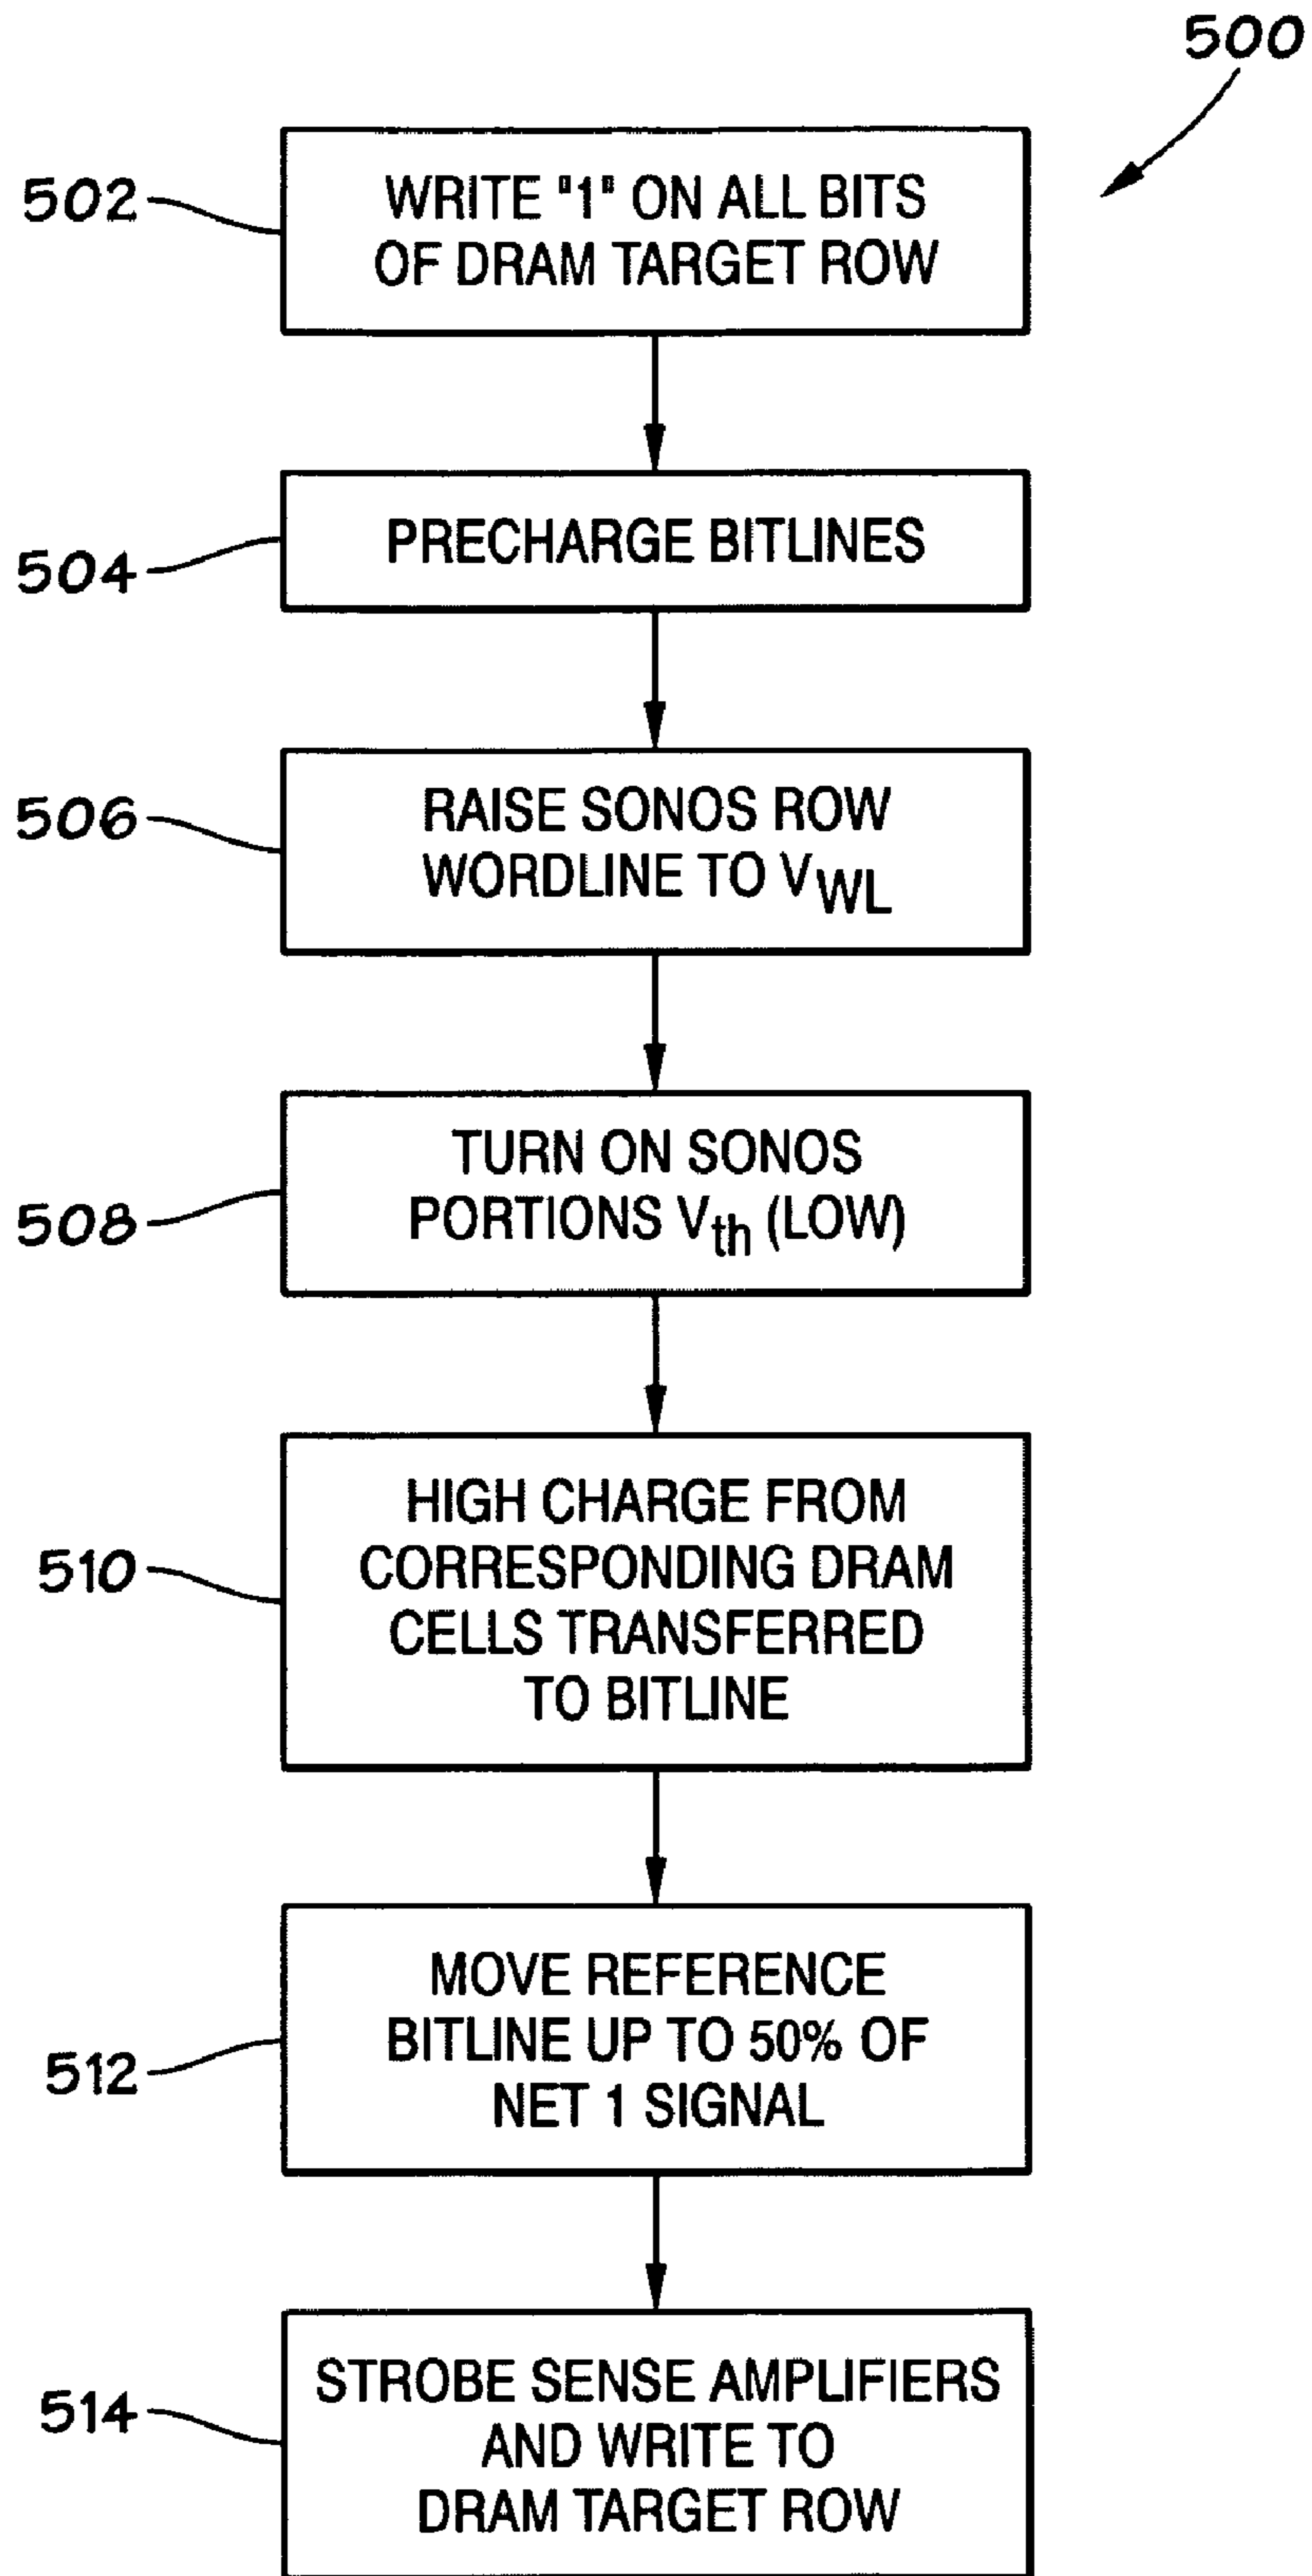 500
502
WRITE "1" ON ALL BITS
OF DRAM TARGET ROW
504
PRECHARGE BITLINES
506
RAISE SONOS ROW
WORDLINE TO VWL
508
TURN ON SONOS
PORTIONS Vth (LOW)
510
HIGH CHARGE FROM
CORRESPONDING DRAM
CELLS TRANSFERRED
TO BITLINE
512
MOVE REFERENCE
BITLINE UP TO 50% OF
NET 1 SIGNAL
514
STROBE SENSE AMPLIFIERS
AND WRITE TO
DRAM TARGET ROW